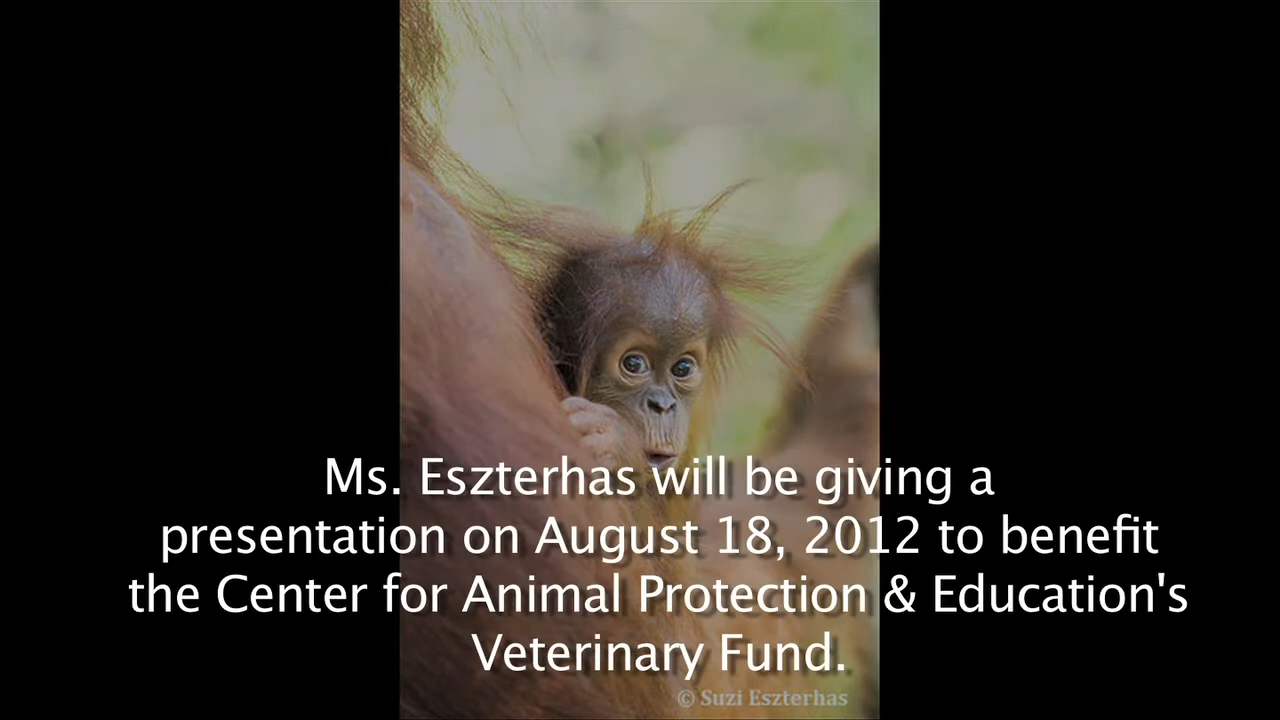 Ms. Eszterhas will be giving a
presentation on August 18, 2012 to benefit
the Center for Animal Protection & Education's
Veterinary Fund.
© Suzi Eszterhas